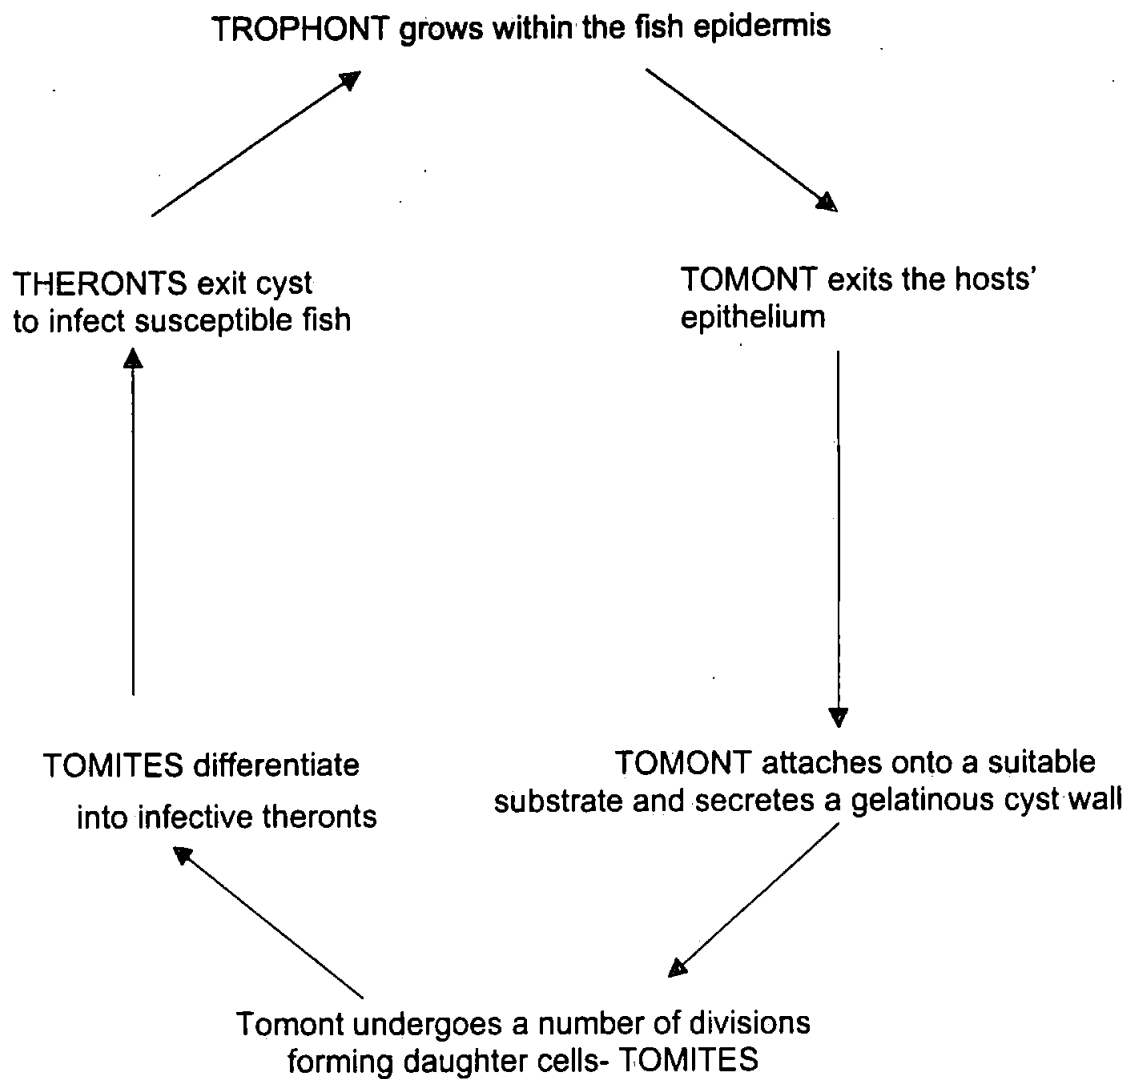 TROPHONT grows within the fish epidermis
THERONTS exit cyst
to infect susceptible fish
TOMONT exits the hosts'
epithelium
TOMITES differentiate
into infective theronts
TOMONT attaches onto a suitable
substrate and secretes a gelatinous cyst wall
Tomont undergoes a number of divisions
forming daughter cells- TOMITES